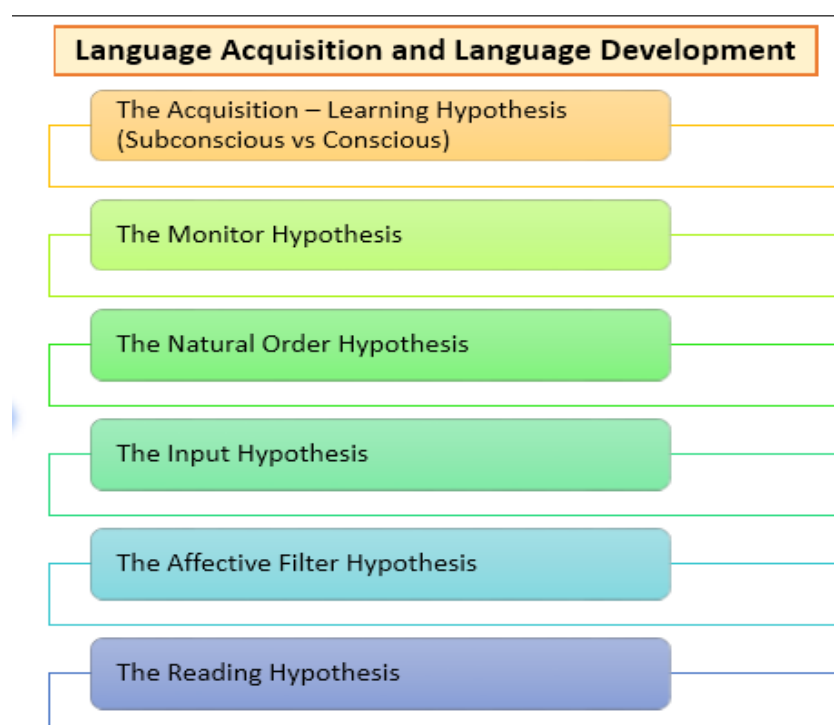 Language Acquisition and Language Development
The Acquisition – Learning Hypothesis
(Subconscious vs Conscious)
The Monitor Hypothesis
The Natural Order Hypothesis
The Input Hypothesis
The Affective Filter Hypothesis
The Reading Hypothesis